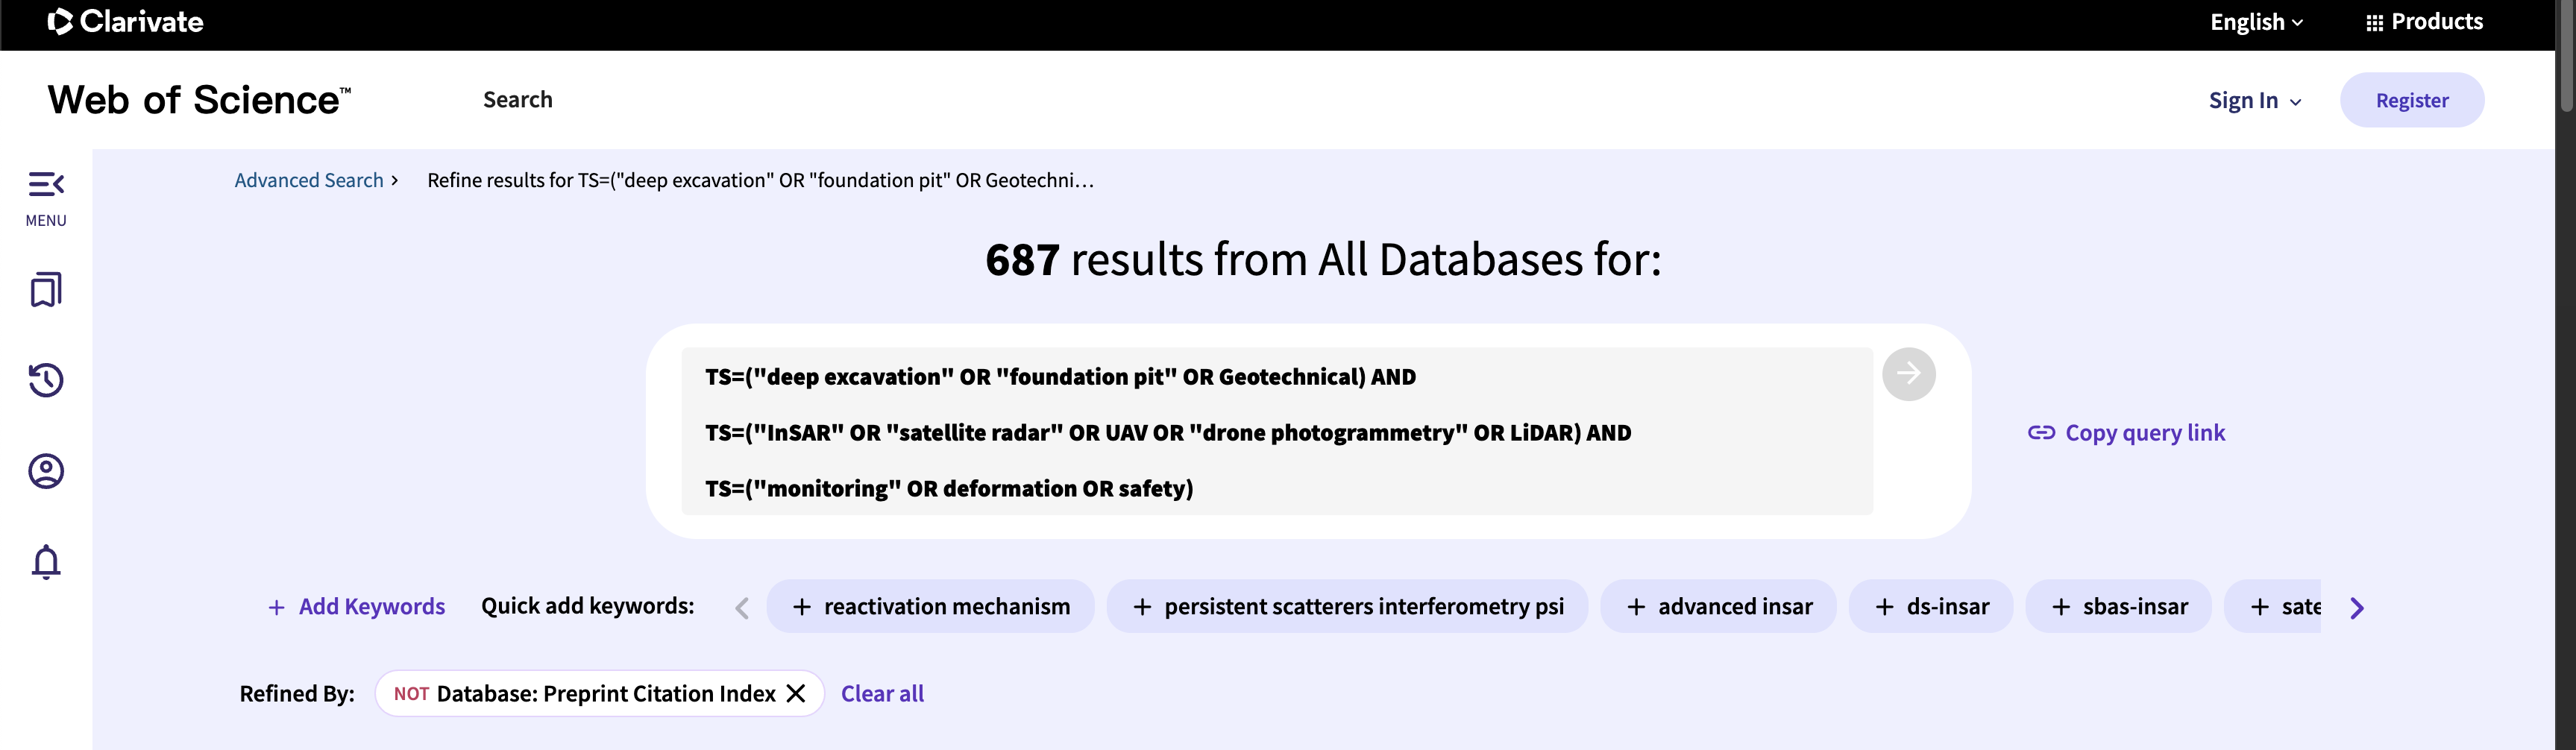 Clarivate
English
Products
Web of Science™
Search
Sign In
Register
MENU
Advanced Search
Refine results for TS=("deep excavation" OR "foundation pit" OR Geotechni…
687 results from All Databases for:
TS=("deep excavation" OR "foundation pit" OR Geotechnical) AND
TS=("InSAR" OR "satellite radar" OR UAV OR "drone photogrammetry" OR LiDAR) AND
TS=("monitoring" OR deformation OR safety)
Copy query link
+ Add Keywords
Quick add keywords:
+ reactivation mechanism
+ persistent scatterers interferometry psi
+ advanced insar
+ ds-insar
+ sbas-insar
+ sate
Refined By:
NOT Database: Preprint Citation Index
Clear all